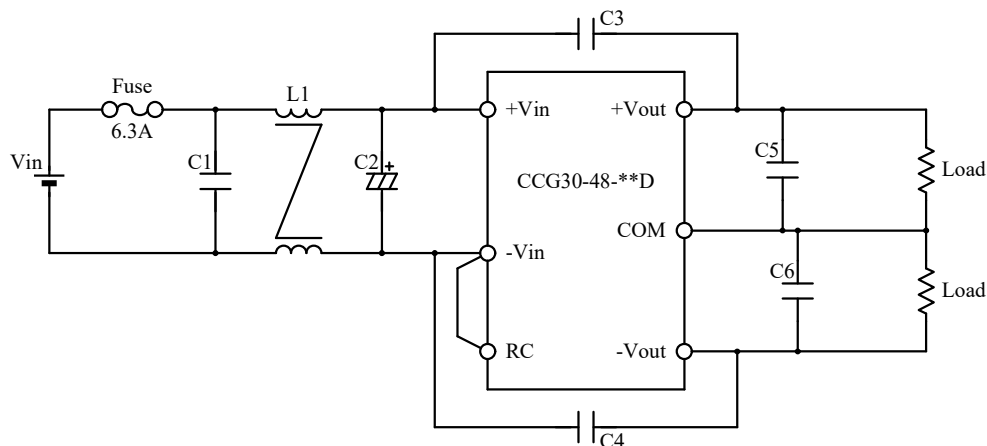 C3
Fuse
6.3A
L1
+Vin
+Vout
Vin
C1
C2
+
CCG30-48-**D
C5
Load
-Vin
COM
C6
Load
RC
-Vout
C4